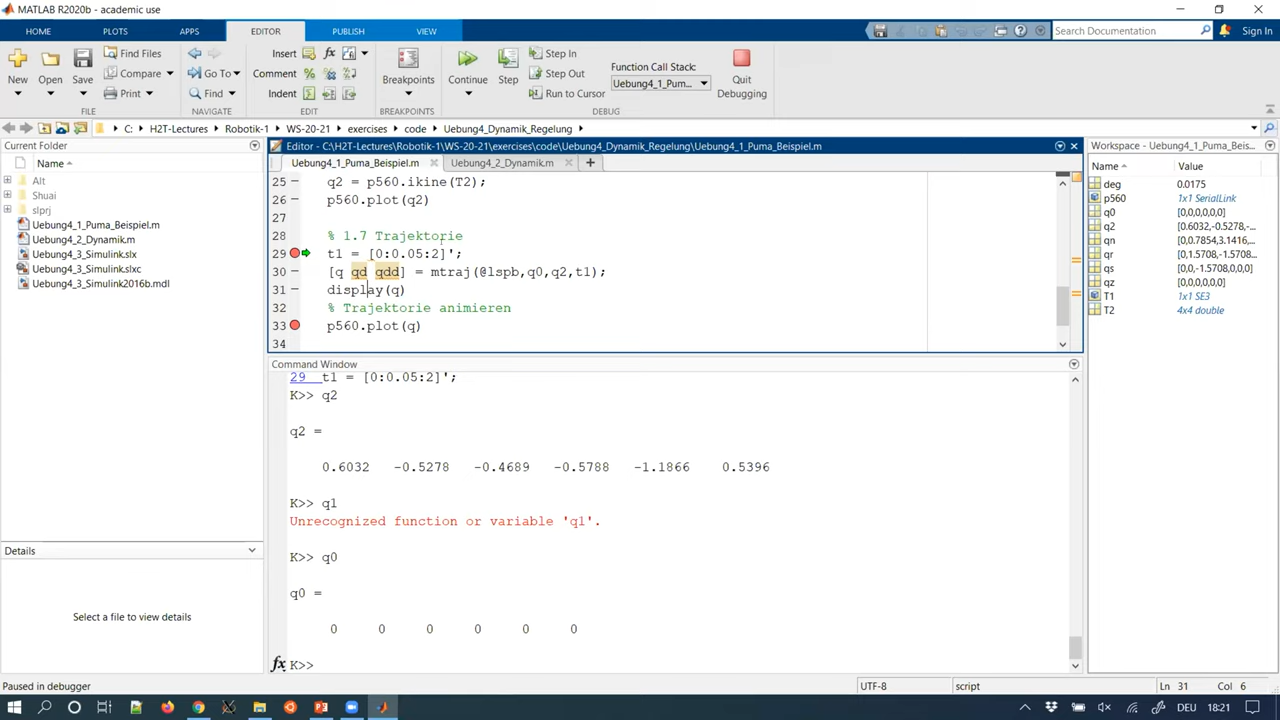 MATLAB R2020b - academic use
HOME PLOTS APPS EDITOR PUBLISH VIEW Search Documentation Sign In
New Open Save Find Files Compare Print Go To Find Insert Comment Indent fx Breakpoints Continue Step Step In Step Out Run to Cursor Function Call Stack: Uebung4_1_Pum... Quit Debugging
FILE NAVIGATE EDIT BREAKPOINTS DEBUG
C: H2T-Lectures Robotik-1 WS-20-21 exercises code Uebung4_Dynamik_Regelung
Current Folder
Name
Alt
Shuai
slprj
Uebung4_1_Puma_Beispiel.m
Uebung4_2_Dynamik.m
Uebung4_3_Simulink.slx
Uebung4_3_Simulink.slxc
Uebung4_3_Simulink2016b.mdl
Details
Select a file to view details
Editor - C:\H2T-Lectures\Robotik-1\WS-20-21\exercises\code\Uebung4_Dynamik_Regelung\Uebung4_1_Puma_Beispiel.m
Uebung4_1_Puma_Beispiel.m Uebung4_2_Dynamik.m
25 q2 = p560.ikine(T2);
26 p560.plot(q2)
27
28 % 1.7 Trajektorie
29 t1 = [0:0.05:2]';
30 [q qd qdd] = mtraj(@lspb,q0,q2,t1);
31 display(q)
32 % Trajektorie animieren
33 p560.plot(q)
34
Command Window
29 t1 = [0:0.05:2]';
K>> q2
q2 =
0.6032 -0.5278 -0.4689 -0.5788 -1.1866 0.5396
K>> q1
Unrecognized function or variable 'q1'.
K>> q0
q0 =
0 0 0 0 0 0
fx K>>
Workspace - Uebung4_1_Puma_Beis...
Name Value
deg 0.0175
p560 1x1 SerialLink
q0 [0,0,0,0,0,0]
q2 [0.6032,-0.5278,-...
qn [0,0.7854,3.1416,...
qr [0,1.5708,-1.5708...
qs [0,0,-1.5708,0,0,0]
qz [0,0,0,0,0,0]
T1 1x1 SE3
T2 4x4 double
Paused in debugger UTF-8 script Ln 31 Col 6
DEU 18:21